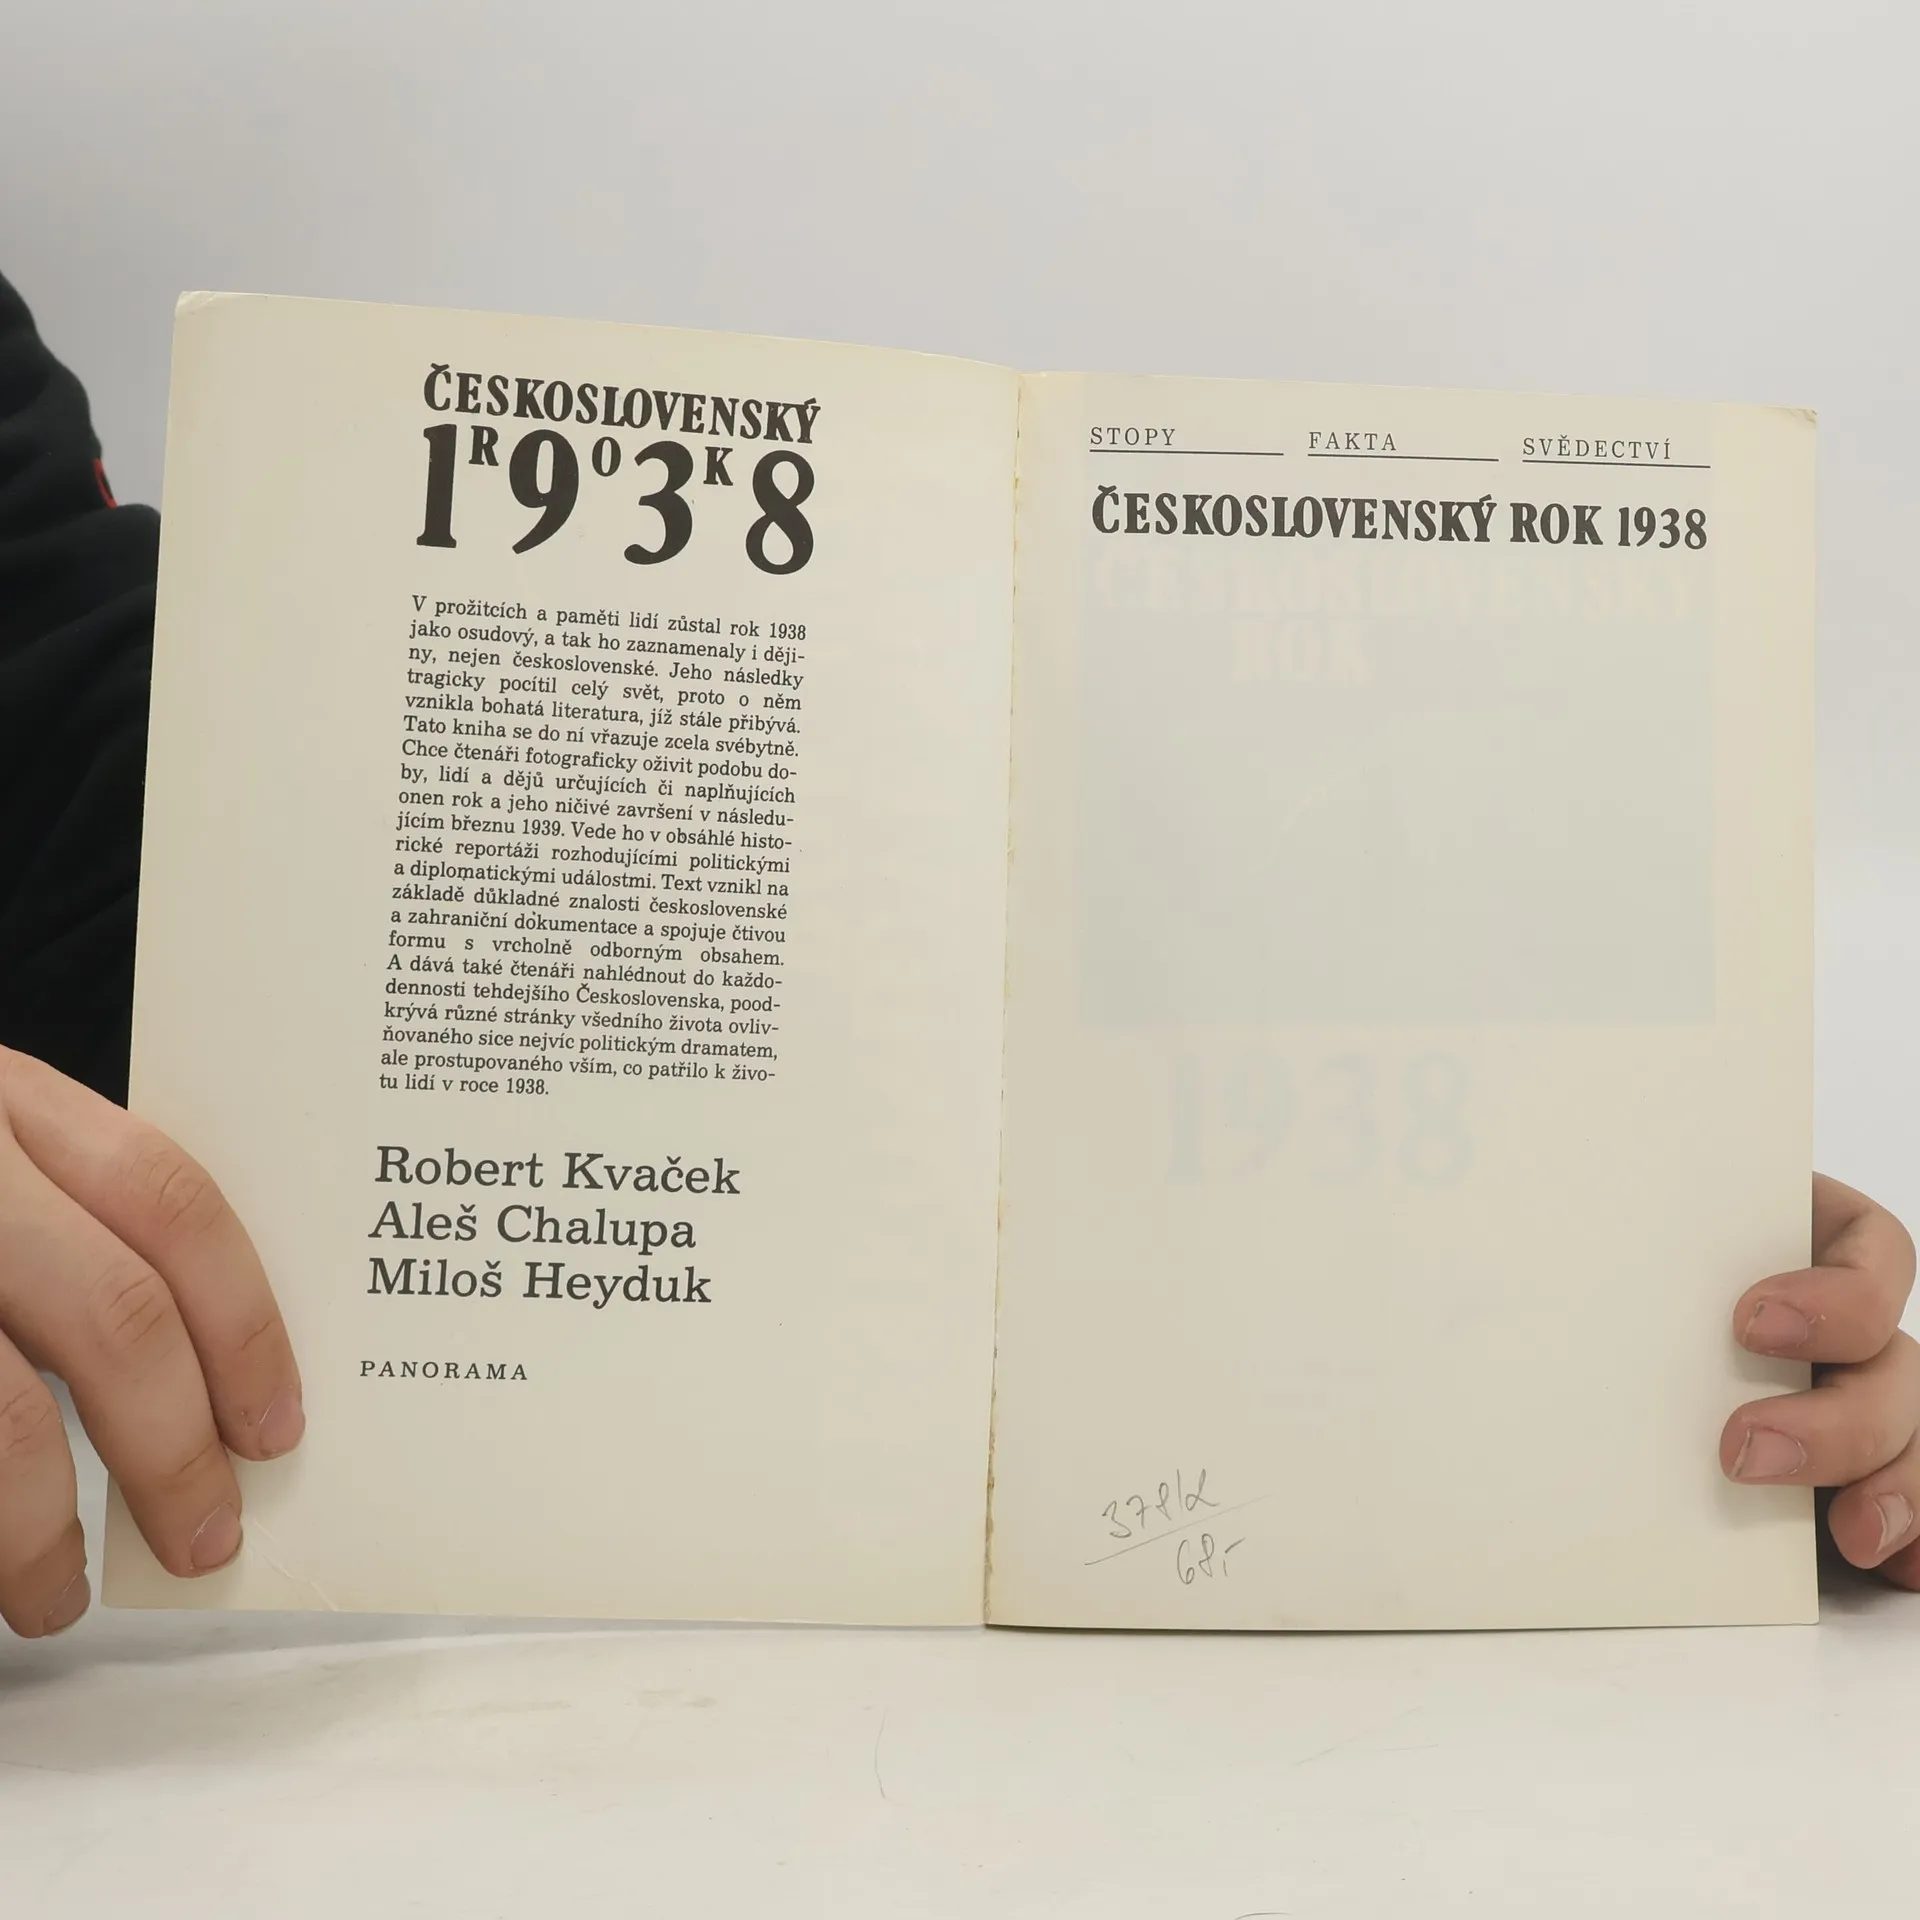 ČESKOSLOVENSKÝ
1R9O3K8
V prožitcích a paměti lidí zůstal rok 1938
jako osudový, a tak ho zaznamenaly i ději-
ny, nejen československé. Jeho následky
tragicky pocítil celý svět, proto o něm
vznikla bohatá literatura, jíž stále přibývá.
Tato kniha se do ní vřazuje zcela svébytně.
Chce čtenáři fotograficky oživit podobu do-
by, lidí a dějů určujících či naplňujících
onen rok a jeho ničivé završení v následu-
jícím březnu 1939. Vede ho v obsáhlé histo-
rické reportáži rozhodujícími politickými
a diplomatickými událostmi. Text vznikl na
základě důkladné znalosti československé
a zahraniční dokumentace a spojuje čtivou
formu s vrcholně odborným obsahem.
A dává také čtenáři nahlédnout do každo-
dennosti tehdejšího Československa, pood-
krývá různé stránky všedního života ovliv-
ňovaného sice nejvíc politickým dramatem,
ale prostupovaného vším, co patřilo k živo-
tu lidí v roce 1938.
Robert Kvaček
Aleš Chalupa
Miloš Heyduk
PANORAMA
STOPY FAKTA SVĚDECTVÍ
ČESKOSLOVENSKÝ ROK 1938
68,-